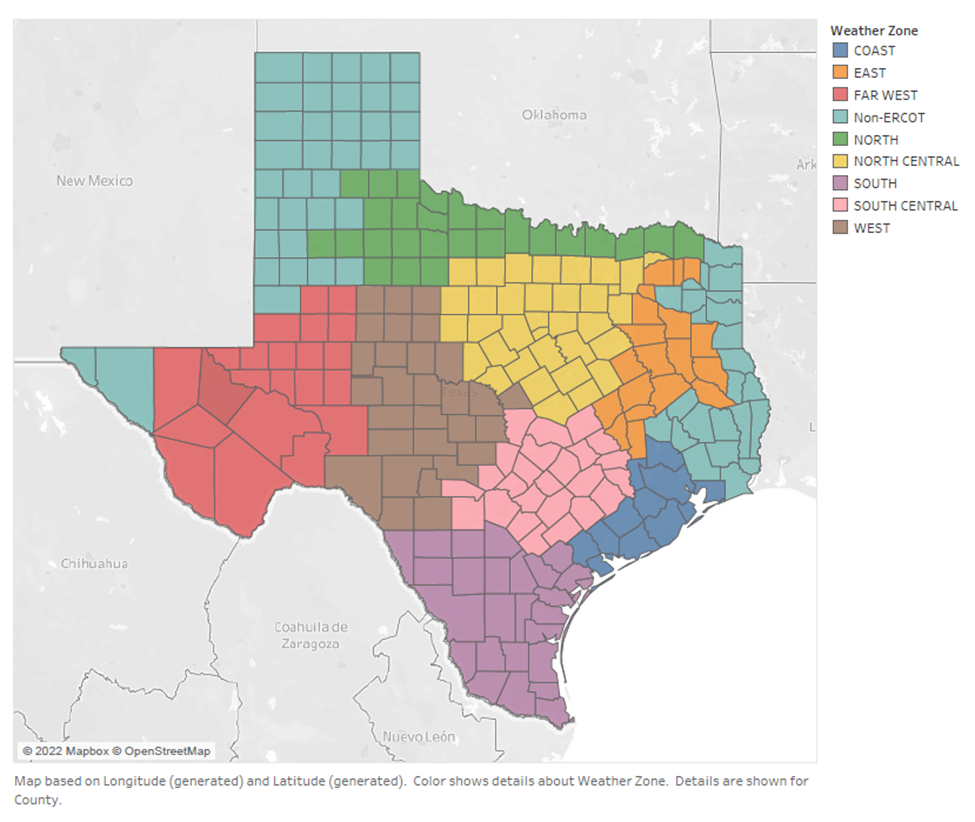 Weather Zone
COAST
EAST
FAR WEST
Non-ERCOT
NORTH
NORTH CENTRAL
SOUTH
SOUTH CENTRAL
WEST
Oklahoma
Ark
New Mexico
Texas
L
Chihuahua
Coahuila de
Zaragoza
Nuevo León
© 2022 Mapbox © OpenStreetMap
Map based on Longitude (generated) and Latitude (generated). Color shows details about Weather Zone. Details are shown for
County.